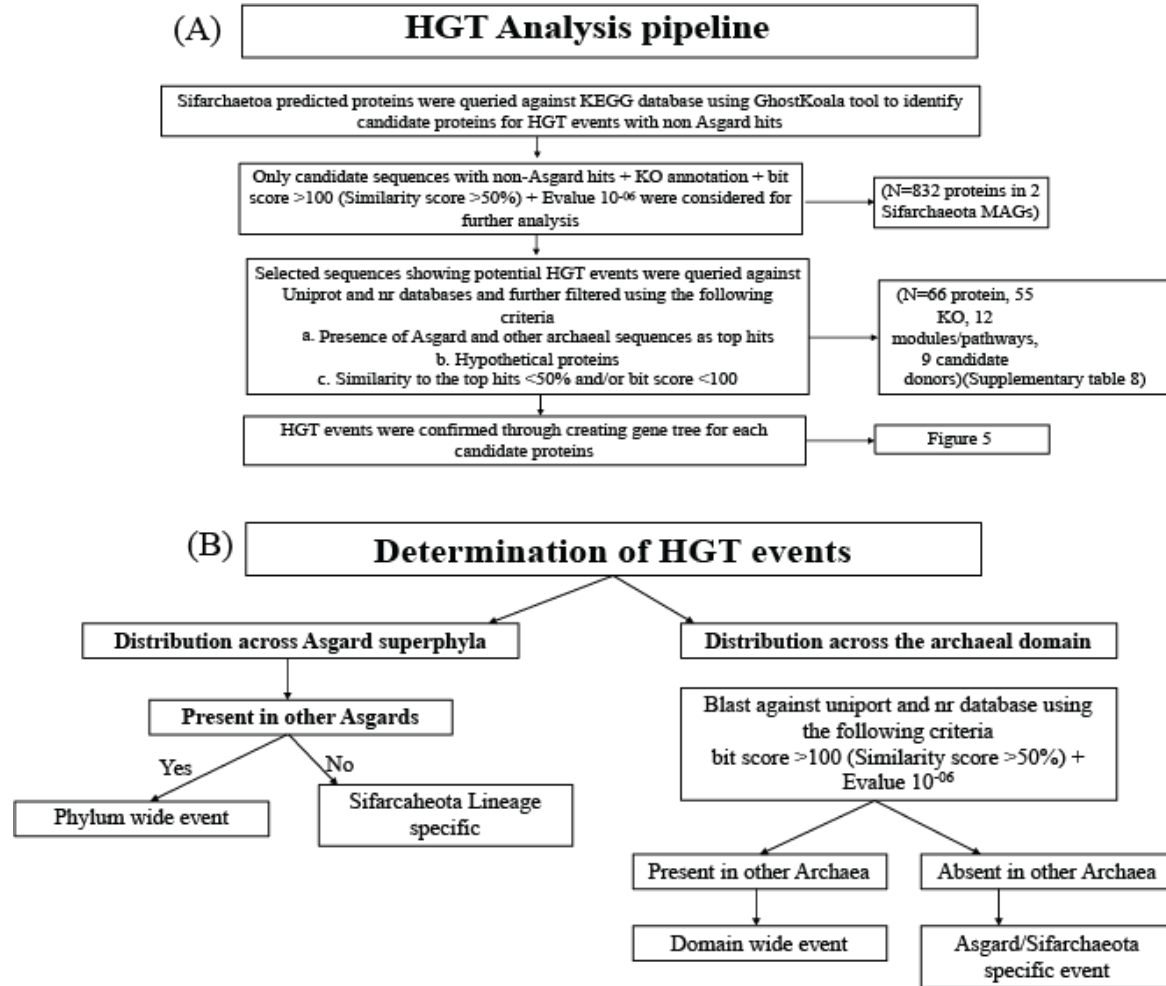 (A)
HGT Analysis pipeline
Sifarchaetoa predicted proteins were queried against KEGG database using GhostKoala tool to identify
candidate proteins for HGT events with non Asgard hits
Only candidate sequences with non-Asgard hits + KO annotation + bit
score >100 (Similarity score >50%) + Evalue 10-06 were considered for
further analysis
(N=832 proteins in 2
Sifarchaeota MAGs)
Selected sequences showing potential HGT events were queried against
Uniprot and nr databases and further filtered using the following
criteria
a. Presence of Asgard and other archaeal sequences as top hits
b. Hypothetical proteins
c. Similarity to the top hits <50% and/or bit score <100
(N=66 protein, 55
KO, 12
modules/pathways,
9 candidate
donors)(Supplementary table 8)
HGT events were confirmed through creating gene tree for each
candidate proteins
Figure 5
(B)
Determination of HGT events
Distribution across Asgard superphyla
Distribution across the archaeal domain
Present in other Asgards
Blast against uniport and nr database using
the following criteria
bit score >100 (Similarity score >50%) +
Evalue 10-06
Yes
No
Phylum wide event
Sifarcaheota Lineage
specific
Present in other Archaea
Absent in other Archaea
Domain wide event
Asgard/Sifarchaeota
specific event